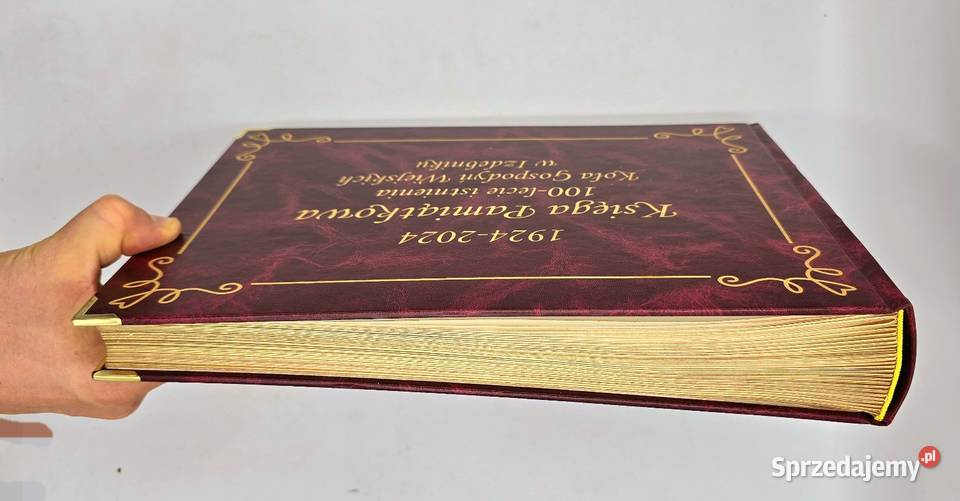 1924-2024
Księga Pamiątkowa
100-lecie istnienia
Koła Gospodyń Wiejskich
w Izdebniku
Sprzedajemy.pl